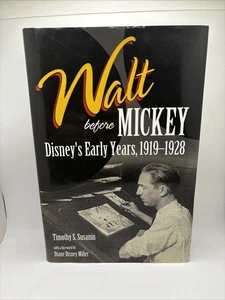 Walt
before MICKEY
Disney's Early Years, 1919–1928
Timothy S. Susanin
with a foreword by
Diane Disney Miller